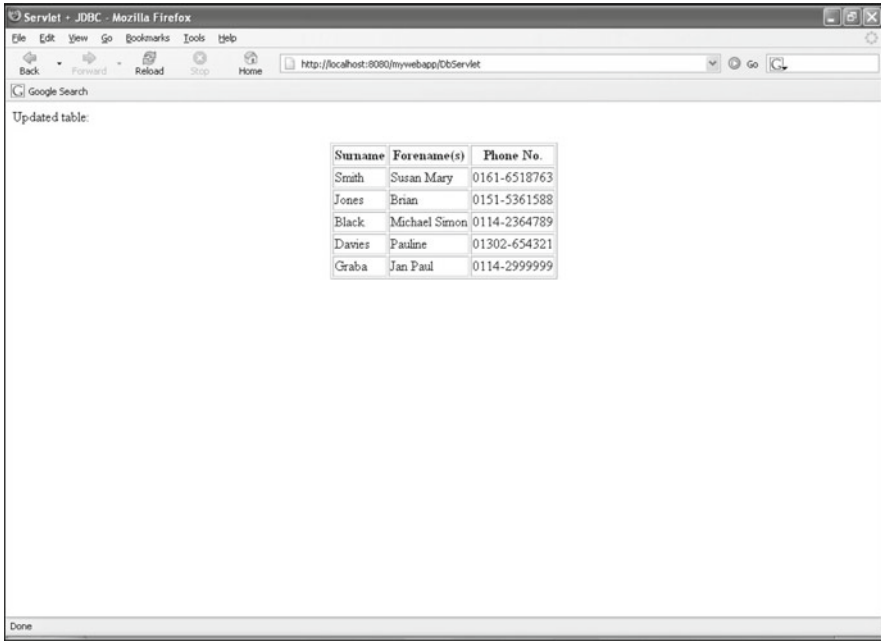 Servlet + JDBC - Mozilla Firefox
File Edit View Go Bookmarks Tools Help
Back Forward Reload Stop Home http://localhost:8080/mywebapp/DbServlet Go G
G Google Search
Updated table:
Surname Forename(s) Phone No.
Smith Susan Mary 0161-6518763
Jones Brian 0151-5361588
Black Michael Simon 0114-2364789
Davies Pauline 01302-654321
Graba Jan Paul 0114-2999999
Done